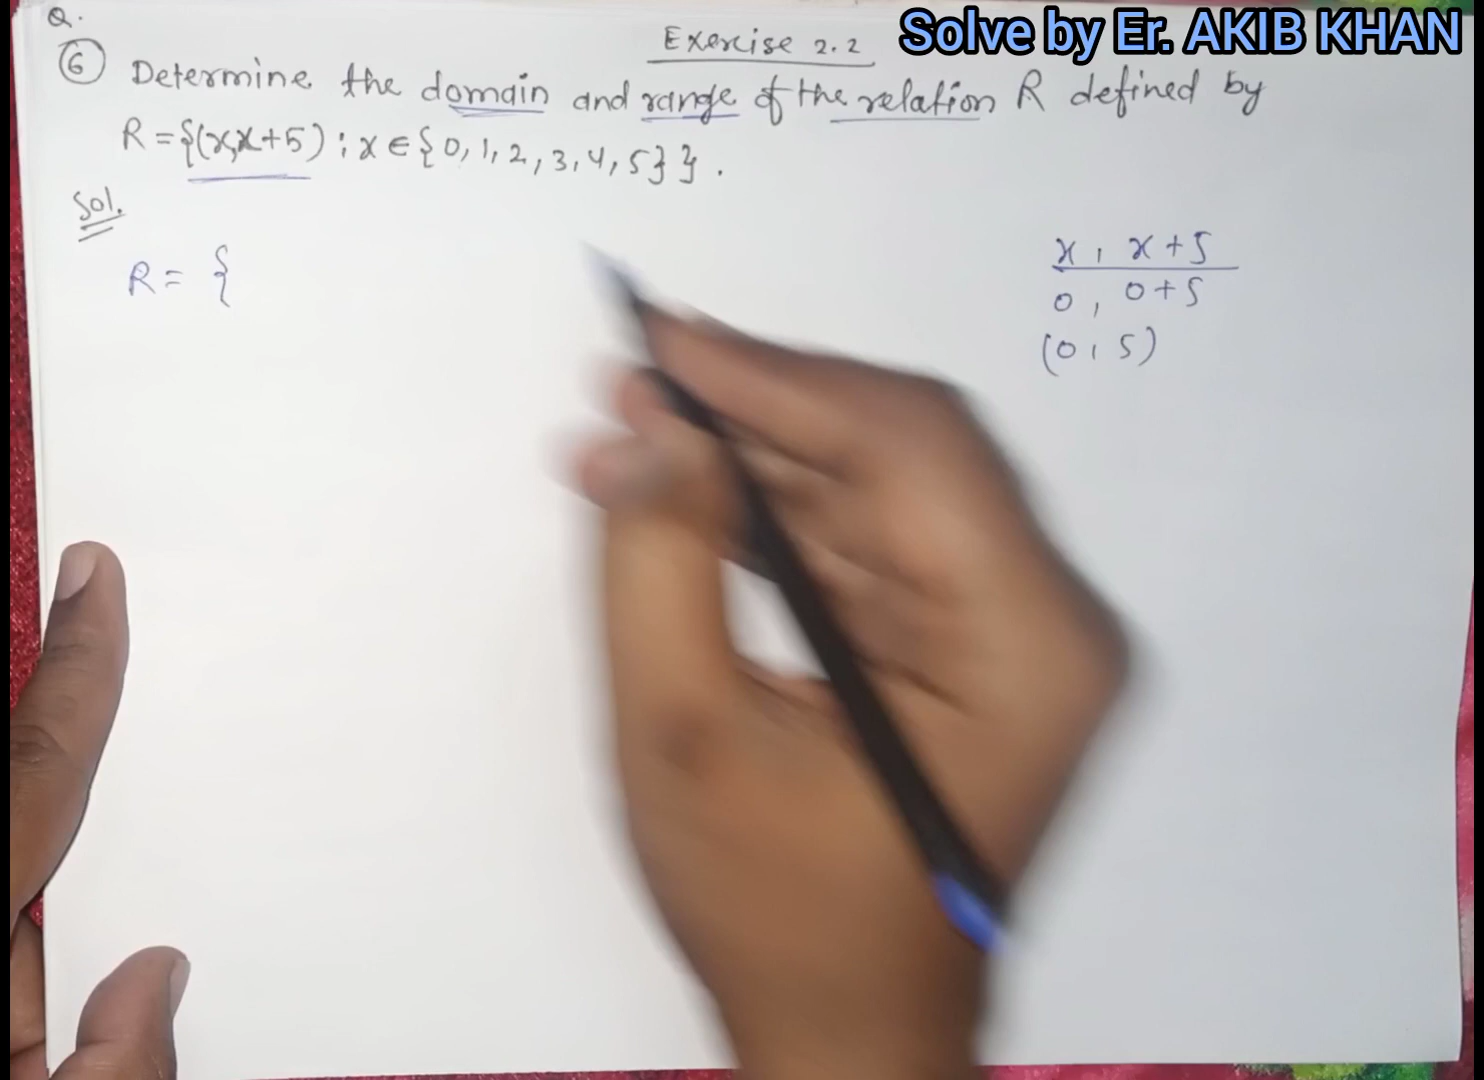 Q.
Exercise 2.2
Solve by Er. AKIB KHAN
6 Determine the domain and range of the relation R defined by
R = {(x, x+5) : x ∈ {0, 1, 2, 3, 4, 5}}.
Sol.
R = {
x, x+5
0, 0+5
(0, 5)